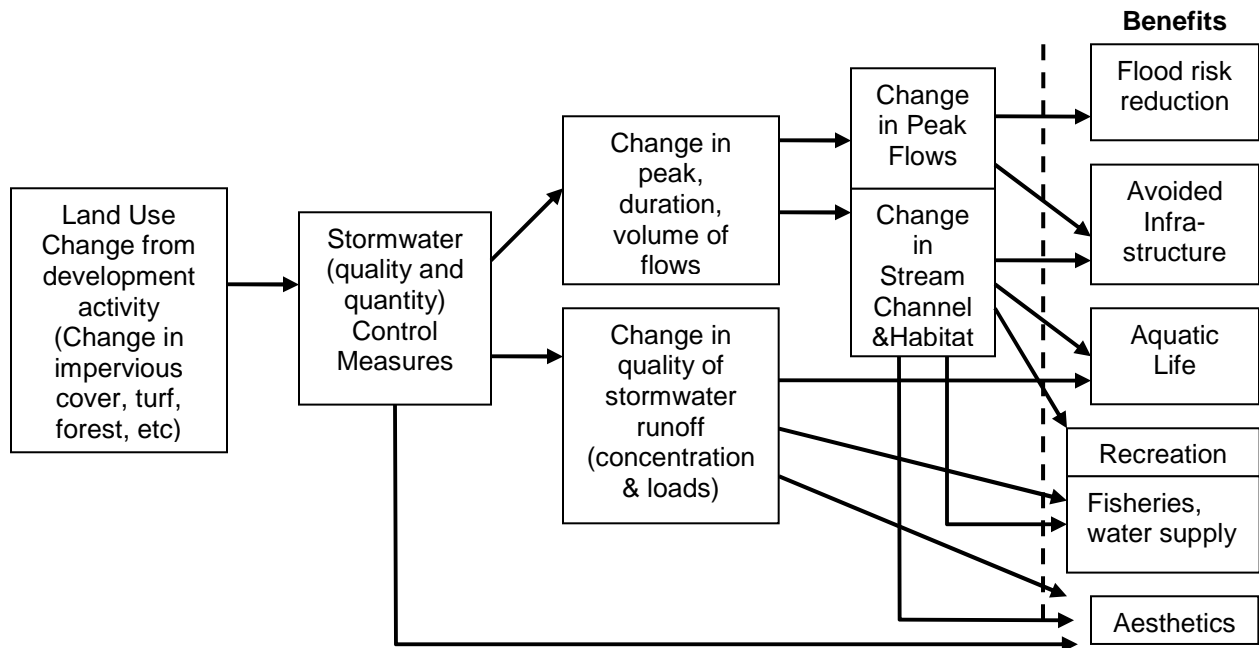 Benefits
Land Use
Change from
development
activity
(Change in
impervious
cover, turf,
forest, etc)
Stormwater
(quality and
quantity)
Control
Measures
Change in
peak,
duration,
volume of
flows
Change in
quality of
stormwater
runoff
(concentration
& loads)
Change
in Peak
Flows
Change
in
Stream
Channel
&Habitat
Flood risk
reduction
Avoided
Infra-
structure
Aquatic
Life
Recreation
Fisheries,
water supply
Aesthetics